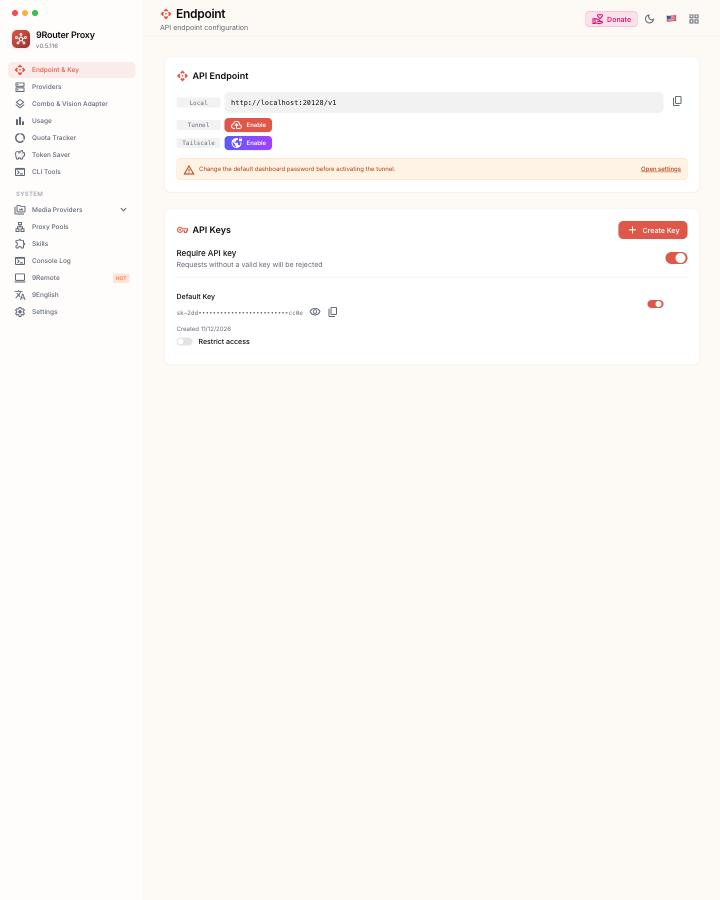 9Router Proxy
v0.5.116
Endpoint & Key
Providers
Combo & Vision Adapter
Usage
Quota Tracker
Token Saver
CLI Tools
SYSTEM
Media Providers
Proxy Pools
Skills
Console Log
9Remote
HOT
9English
Settings
Endpoint
API endpoint configuration
Donate
API Endpoint
Local
http://localhost:20128/v1
Tunnel
Enable
Tailscale
Enable
Change the default dashboard password before activating the tunnel.
Open settings
API Keys
Create Key
Require API key
Requests without a valid key will be rejected
Default Key
Created 11/12/2026
Restrict access